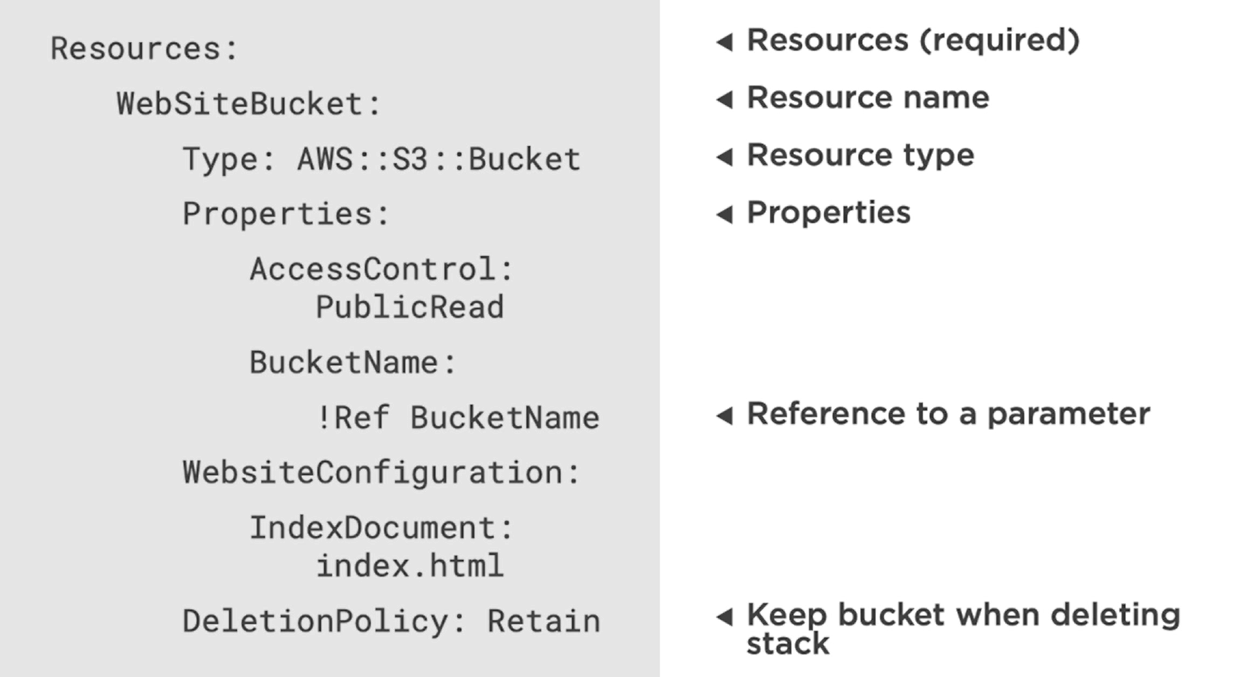 Resources:
WebSiteBucket:
Type: AWS::S3::Bucket
Properties:
AccessControl:
PublicRead
BucketName:
!Ref BucketName
WebsiteConfiguration:
IndexDocument:
index.html
DeletionPolicy: Retain
◄ Resources (required)
◄ Resource name
◄ Resource type
◄ Properties
◄ Reference to a parameter
◄ Keep bucket when deleting
stack